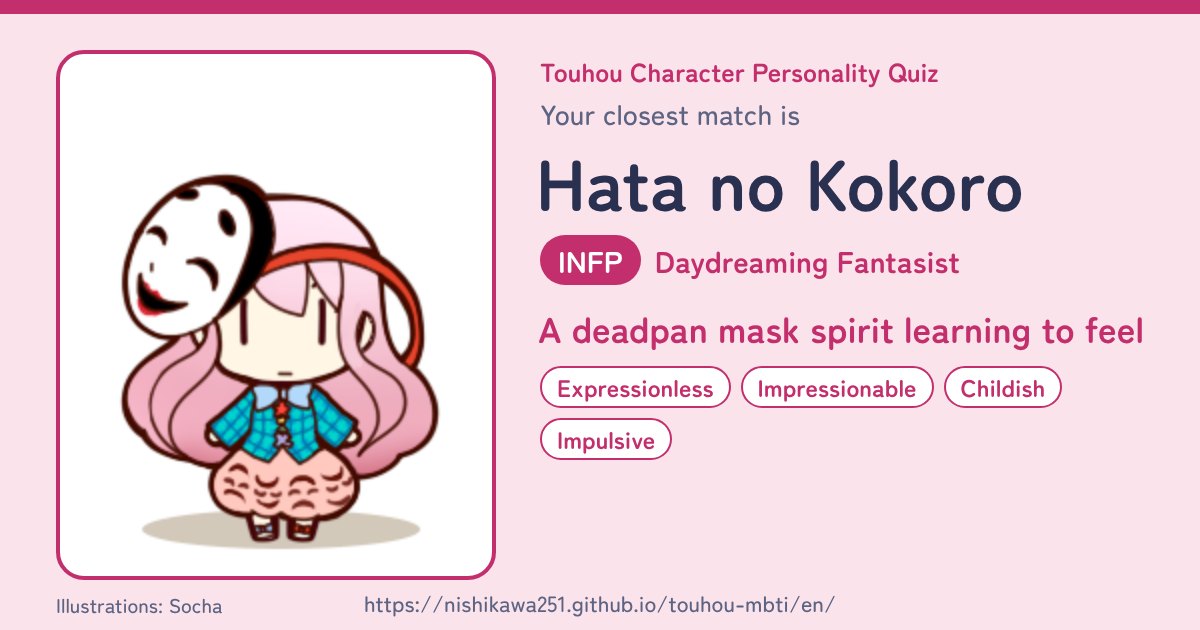 Touhou Character Personality Quiz
Your closest match is
Hata no Kokoro
INFP Daydreaming Fantasist
A deadpan mask spirit learning to feel
Expressionless Impressionable Childish
Impulsive
Illustrations: Socha https://nishikawa251.github.io/touhou-mbti/en/